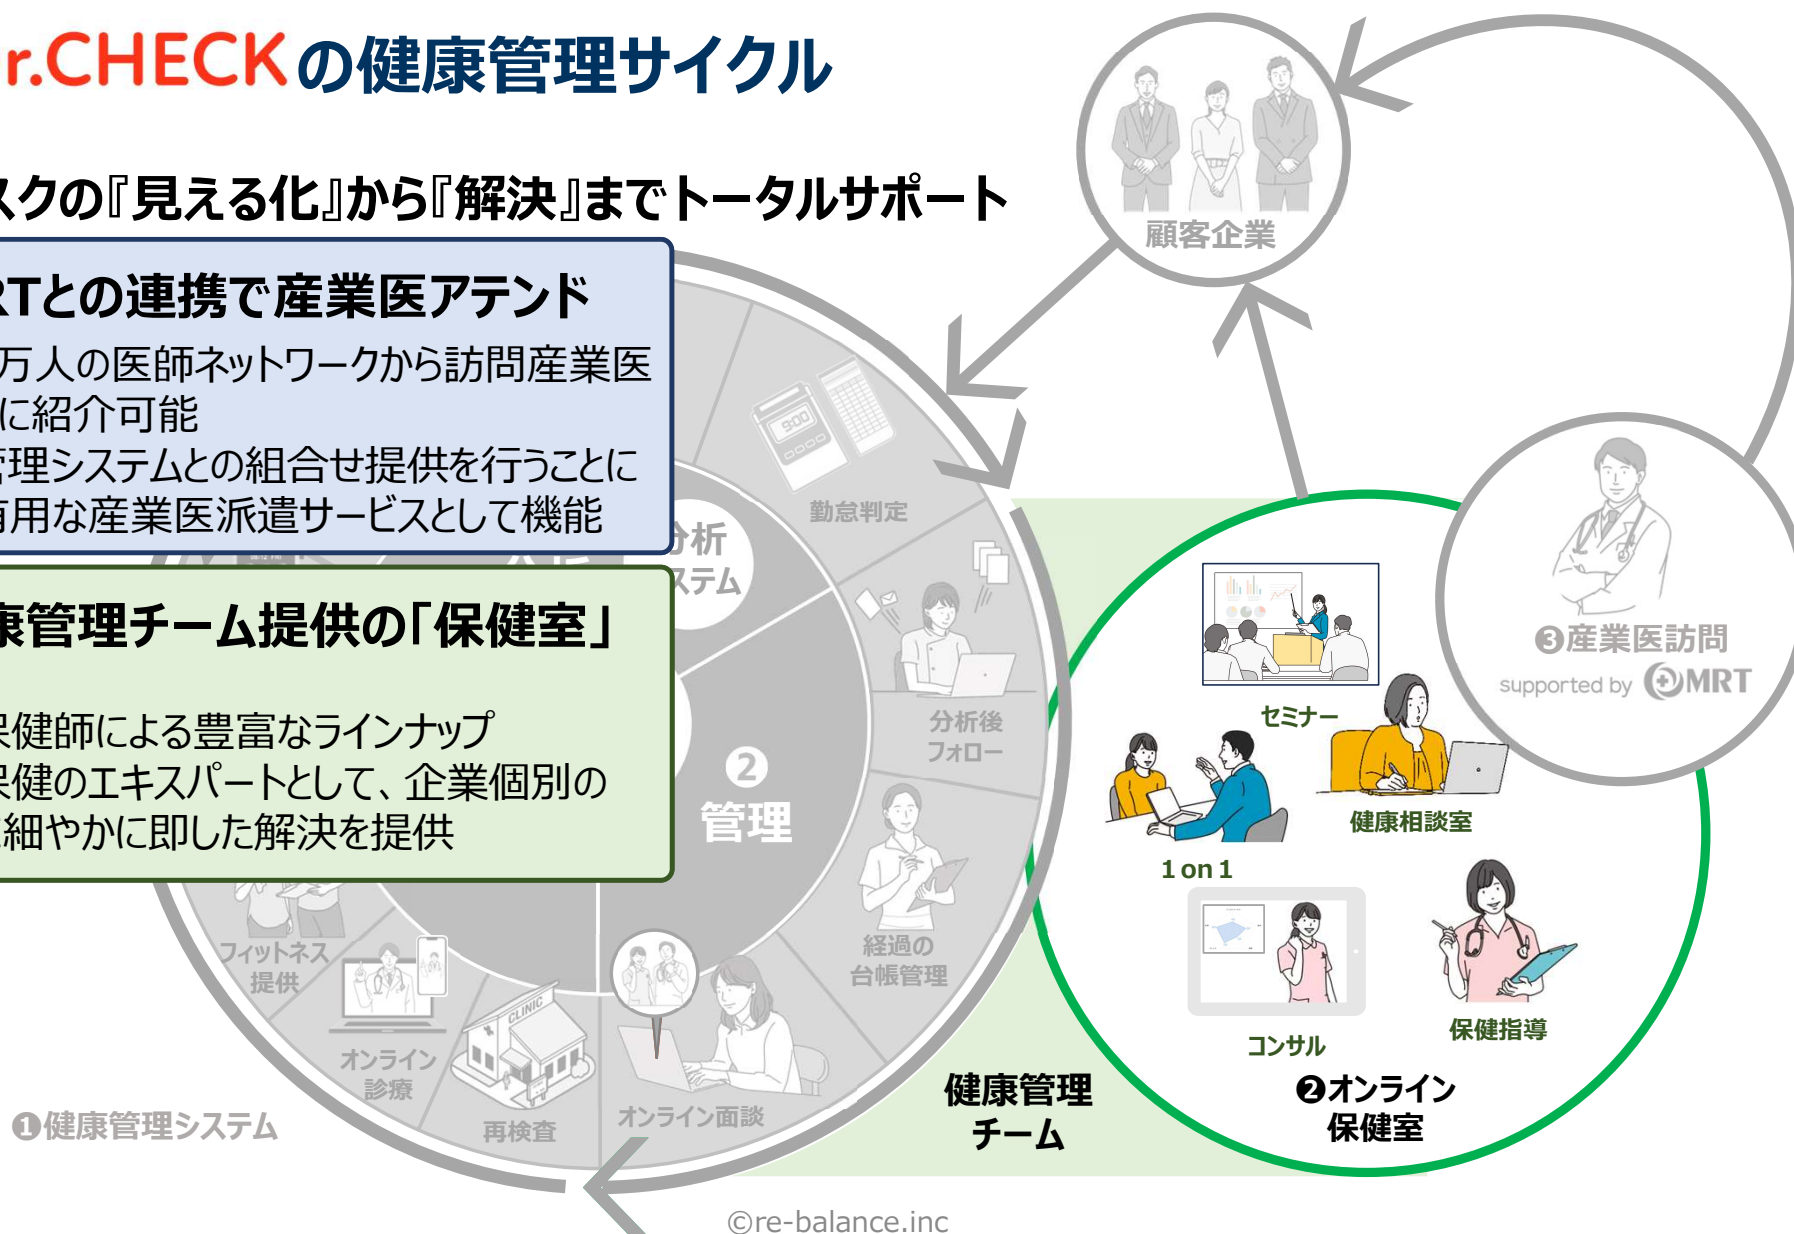 r.CHECKの健康管理サイクル
スクの『見える化』から『解決』までトータルサポート
RTとの連携で産業医アテンド
万人の医師ネットワークから訪問産業医
に紹介可能
管理システムとの組合せ提供を行うことに
有用な産業医派遣サービスとして機能
康管理チーム提供の「保健室」
保健師による豊富なラインナップ
保健のエキスパートとして、企業個別の
細やかに即した解決を提供
顧客企業
9:00
勤怠判定
分析
ステム
分析後
フォロー
❷
管理
経過の
台帳管理
フィットネス
提供
オンライン
診療
CLINIC
再検査
オンライン面談
❶健康管理システム
健康管理
チーム
セミナー
健康相談室
1 on 1
コンサル
保健指導
❷オンライン
保健室
❸産業医訪問
supported by MRT
©re-balance.inc